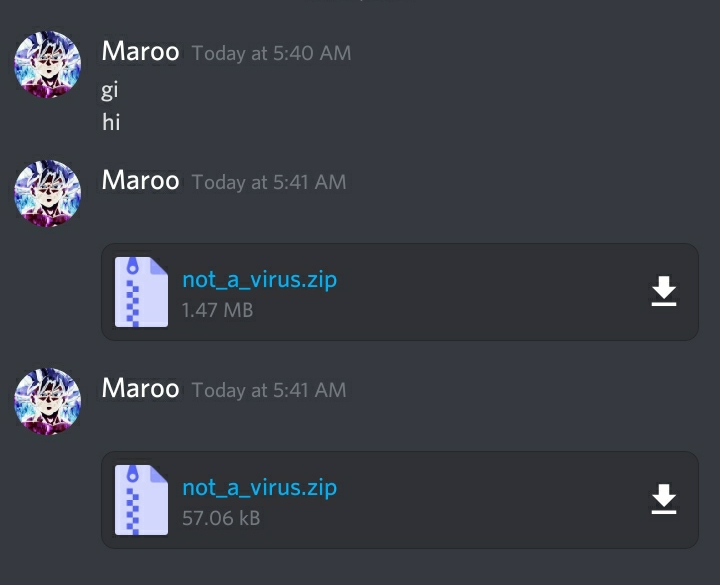 Maroo Today at 5:40 AM
gi
hi
Maroo Today at 5:41 AM
not_a_virus.zip
1.47 MB
Maroo Today at 5:41 AM
not_a_virus.zip
57.06 kB